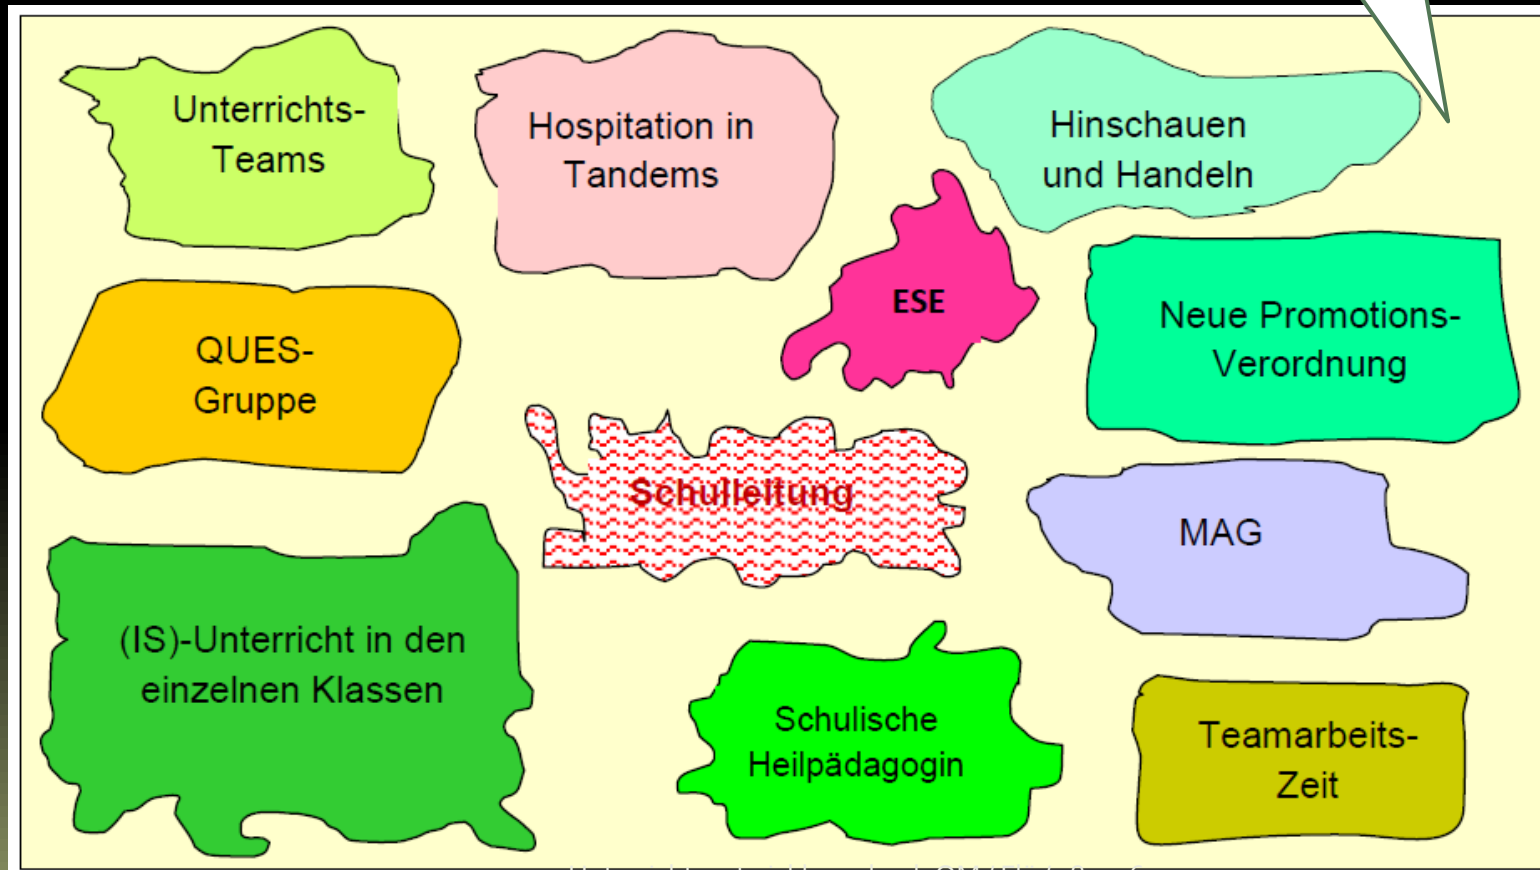 Unterrichts-
Teams
Hospitation in
Tandems
Hinschauen
und Handeln
ESE
Neue Promotions-
Verordnung
QUES-
Gruppe
Schulleitung
MAG
(IS)-Unterricht in den
einzelnen Klassen
Schulische
Heilpädagogin
Teamarbeits-
Zeit